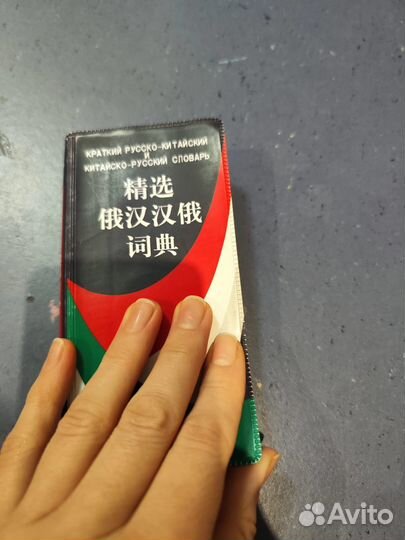 КРАТКИЙ РУССКО-КИТАЙСКИЙ
И
КИТАЙСКО-РУССКИЙ СЛОВАРЬ
精选
俄汉汉俄
词典
Avito